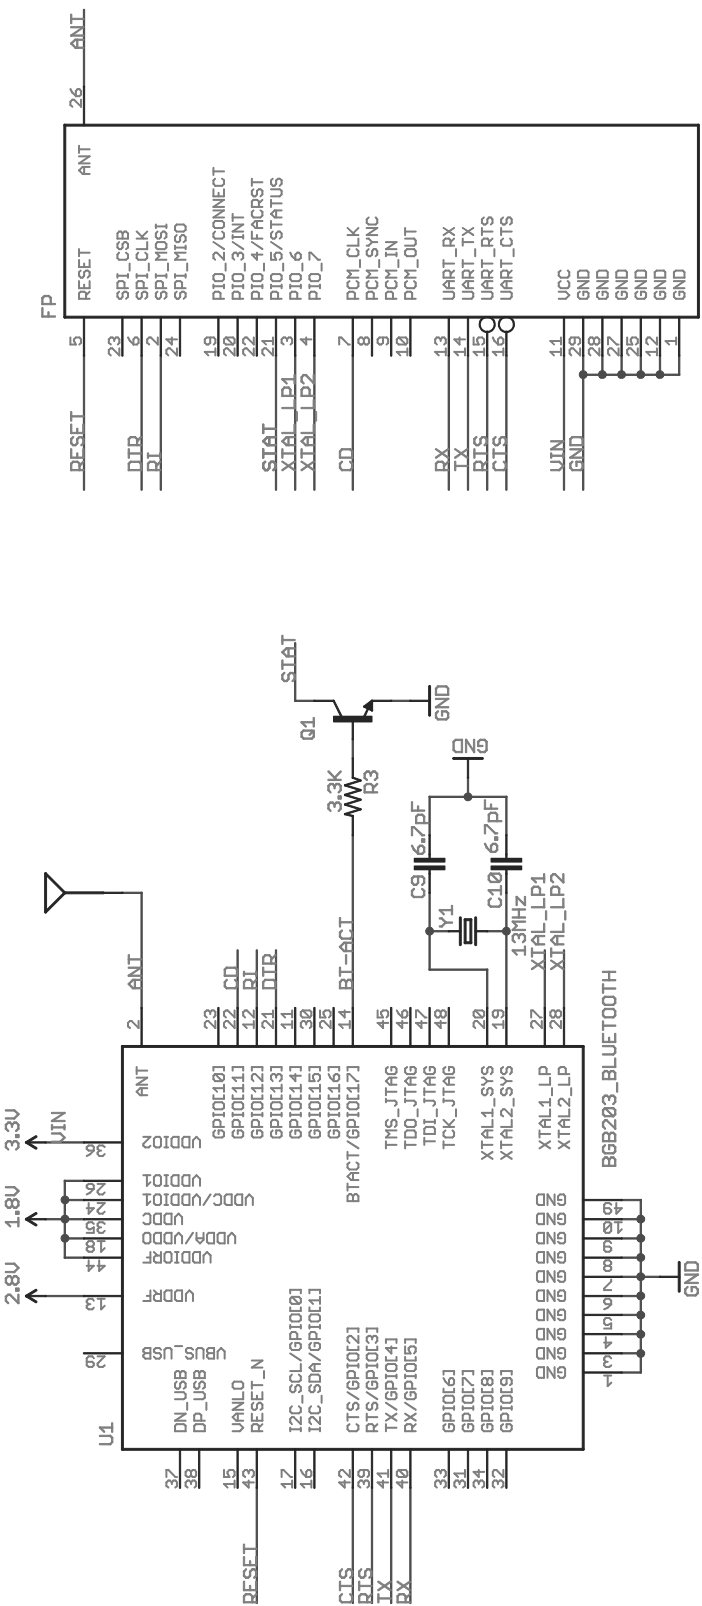 ANT
26
ANT
FP
RESET
SPI_CSB
SPI_CLK
SPI_MOSI
SPI_MISO
PIO_2/CONNECT
PIO_3/INT
PIO_4/FACRST
PIO_5/STATUS
PIO_6
PIO_7
PCM_CLK
PCM_SYNC
PCM_IN
PCM_OUT
UART_RX
UART_TX
UART_RTS
UART_CTS
VCC
GND
GND
GND
GND
GND
GND
5
23
6
2
24
19
20
22
21
3
4
7
8
9
10
13
14
15
16
11
29
28
27
25
12
1
RESET
DTR
RI
STAT
XTAL_LP1
XTAL_LP2
CD
RX
TX
RTS
CTS
VIN
GND
STAT
Q1
GND
3.3K
R3
GND
C9
6.7pF
C10
6.7pF
Y1
13MHz
XTAL_LP1
XTAL_LP2
ANT
CD
RI
DTR
BT-ACT
2
23
22
12
21
11
30
25
14
45
46
47
48
20
19
27
28
BGB203_BLUETOOTH
ANT
GPIO[10]
GPIO[11]
GPIO[12]
GPIO[13]
GPIO[14]
GPIO[15]
GPIO[16]
BTACT/GPIO[17]
TMS_JTAG
TDO_JTAG
TDI_JTAG
TCK_JTAG
XTAL1_SYS
XTAL2_SYS
XTAL1_LP
XTAL2_LP
3.3V
VIN
36
VDDIO2
1.8V
26
VDDIO1
24
VDDC/VDDIO1
35
VDDC
18
VDDA/VDDO
44
VDDIORF
2.8V
13
VDDRF
29
VBUS_USB
GND
49
GND
10
GND
9
GND
8
GND
7
GND
6
GND
5
GND
4
GND
3
GND
1
GND
U1
DN_USB
DP_USB
VANLO
RESET_N
I2C_SCL/GPIO[0]
I2C_SDA/GPIO[1]
CTS/GPIO[2]
RTS/GPIO[3]
TX/GPIO[4]
RX/GPIO[5]
GPIO[6]
GPIO[7]
GPIO[8]
GPIO[9]
37
38
15
43
17
16
42
39
41
40
33
31
34
32
RESET
CTS
RTS
TX
RX